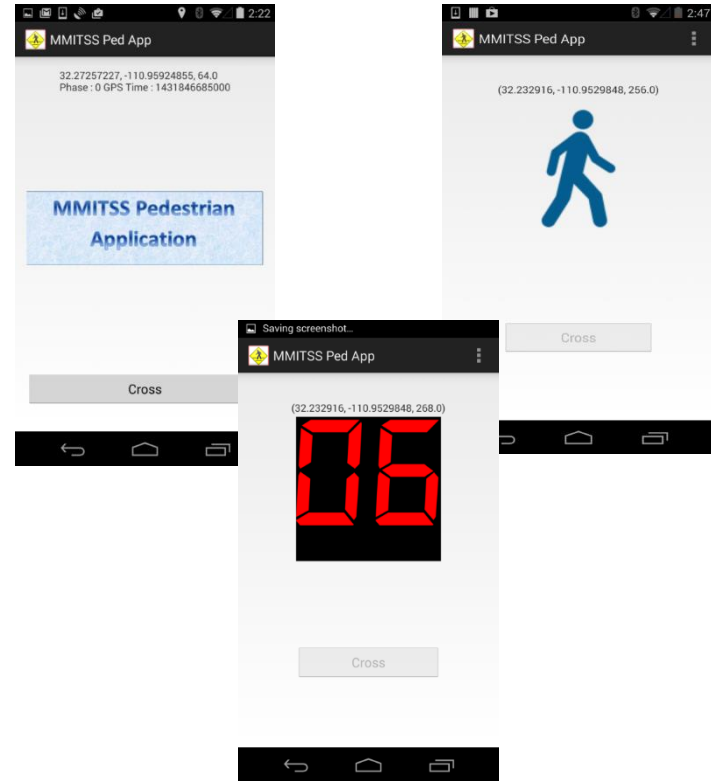 2:22
MMITSS Ped App
32.27257227, -110.95924855, 64.0
Phase : 0 GPS Time : 1431846685000
MMITSS Pedestrian
Application
Cross
2:47
MMITSS Ped App
(32.232916, -110.9529848, 256.0)
Cross
Saving screenshot...
MMITSS Ped App
(32.232916, -110.9529848, 268.0)
06
Cross